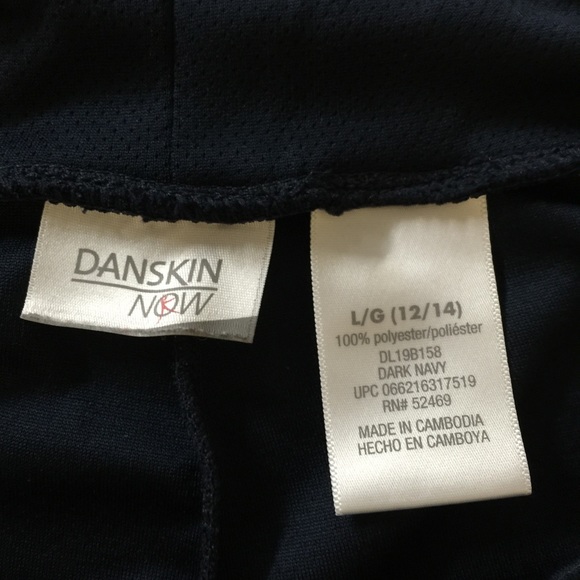 DANSKIN
NOW
L/G (12/14)
100% polyester/poliéster
DL19B158
DARK NAVY
UPC 066216317519
RN# 52469
MADE IN CAMBODIA
HECHO EN CAMBOYA